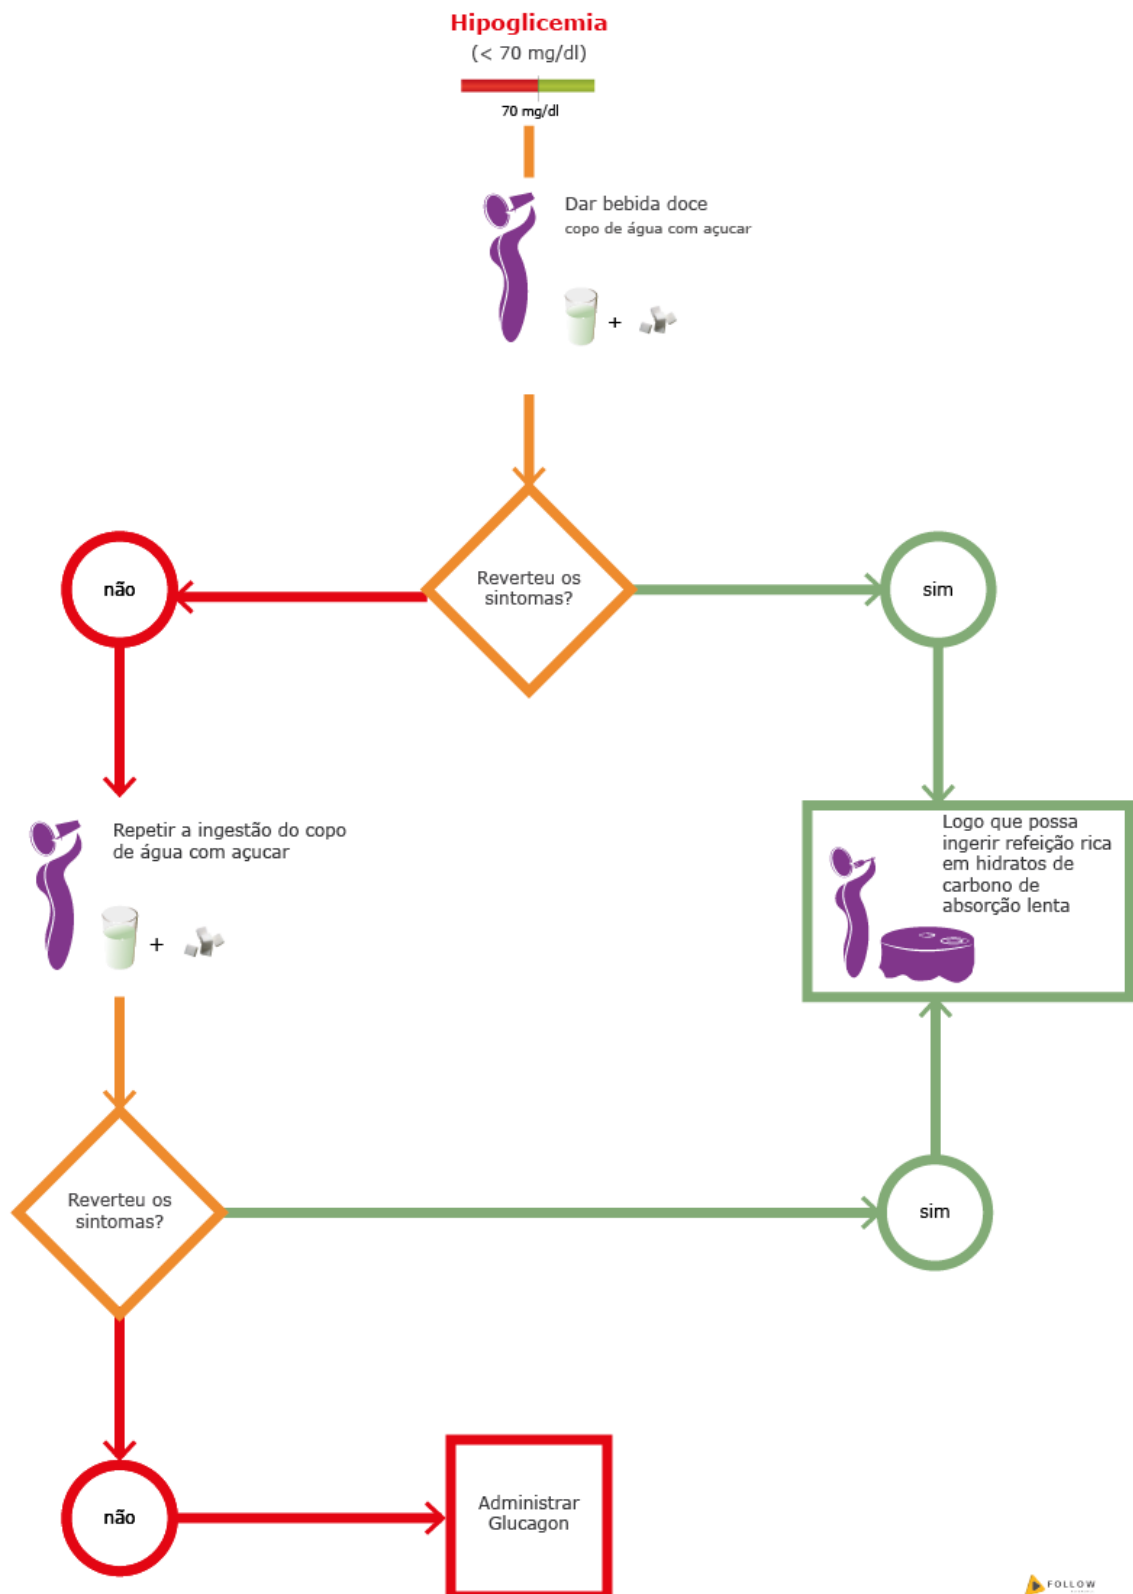 Hipoglicemia
(< 70 mg/dl)
70 mg/dl
Dar bebida doce
copo de água com açucar
+
Reverteu os
sintomas?
não
sim
Repetir a ingestão do copo
de água com açucar
+
Logo que possa
ingerir refeição rica
em hidratos de
carbono de
absorção lenta
Reverteu os
sintomas?
sim
não
Administrar
Glucagon
FOLLOW